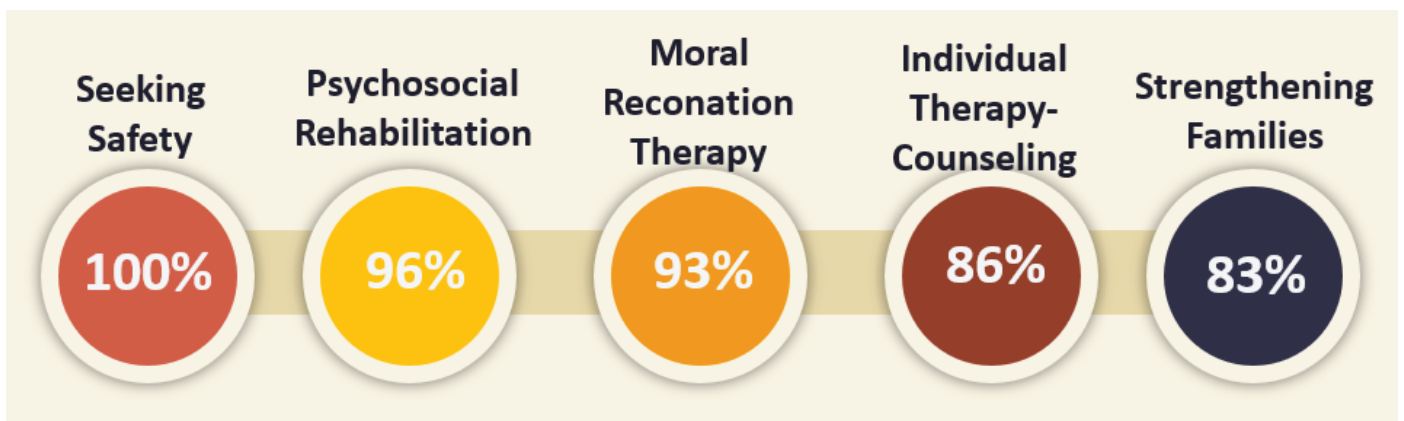 Seeking
Safety
100%
Psychosocial
Rehabilitation
96%
Moral
Reconation
Therapy
93%
Individual
Therapy-
Counseling
86%
Strengthening
Families
83%